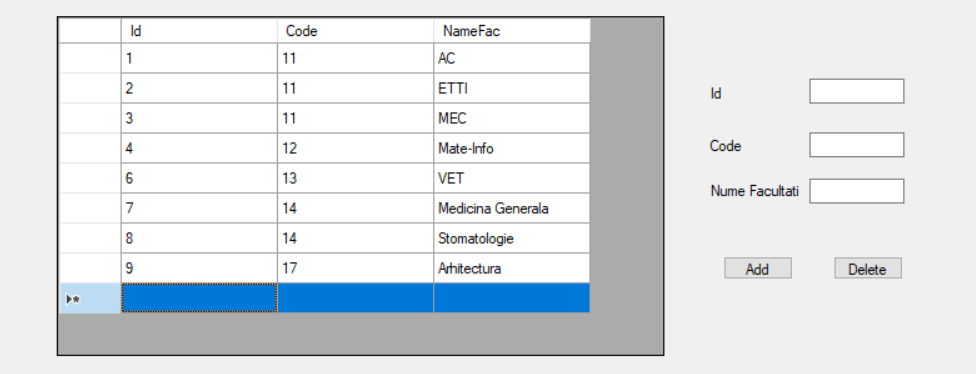 Id Code NameFac
1 11 AC
2 11 ETTI
3 11 MEC
4 12 Mate-Info
6 13 VET
7 14 Medicina Generala
8 14 Stomatologie
9 17 Arhitectura
Id
Code
Nume Facultati
Add Delete